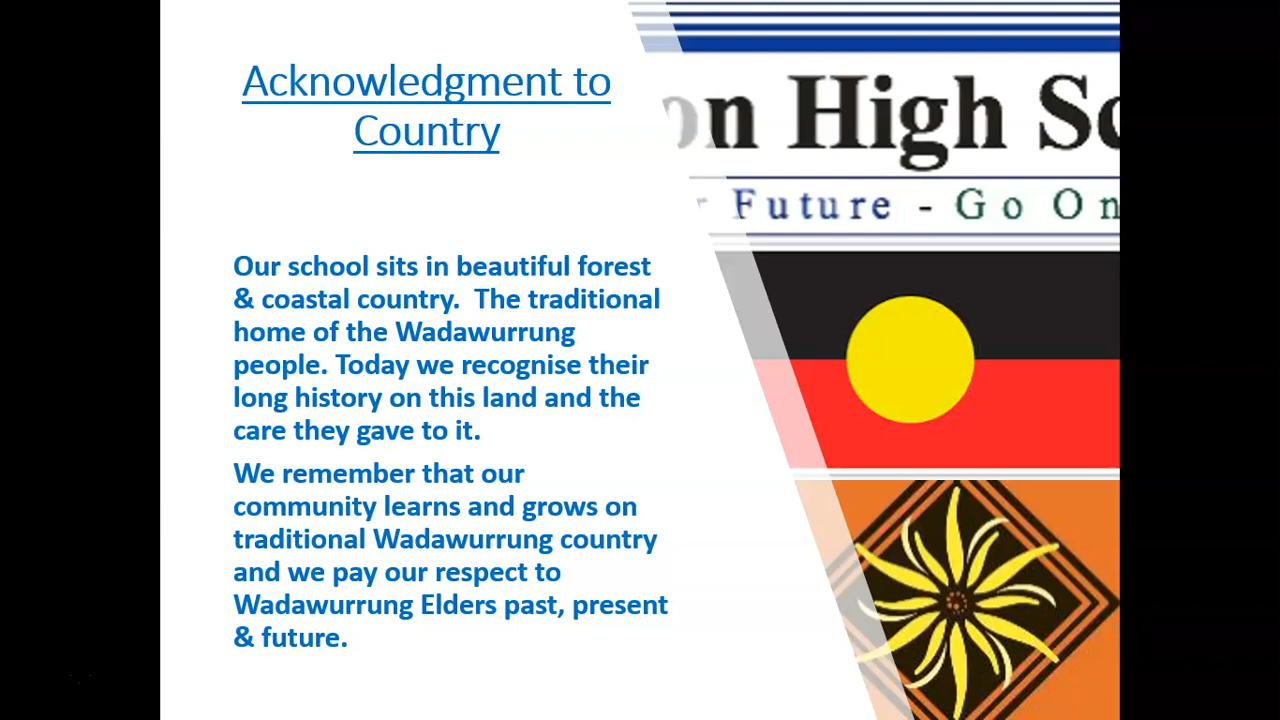 Acknowledgment to
Country
on High Sc
r Future - Go On
Our school sits in beautiful forest
& coastal country.  The traditional
home of the Wadawurrung
people. Today we recognise their
long history on this land and the
care they gave to it.
We remember that our
community learns and grows on
traditional Wadawurrung country
and we pay our respect to
Wadawurrung Elders past, present
& future.